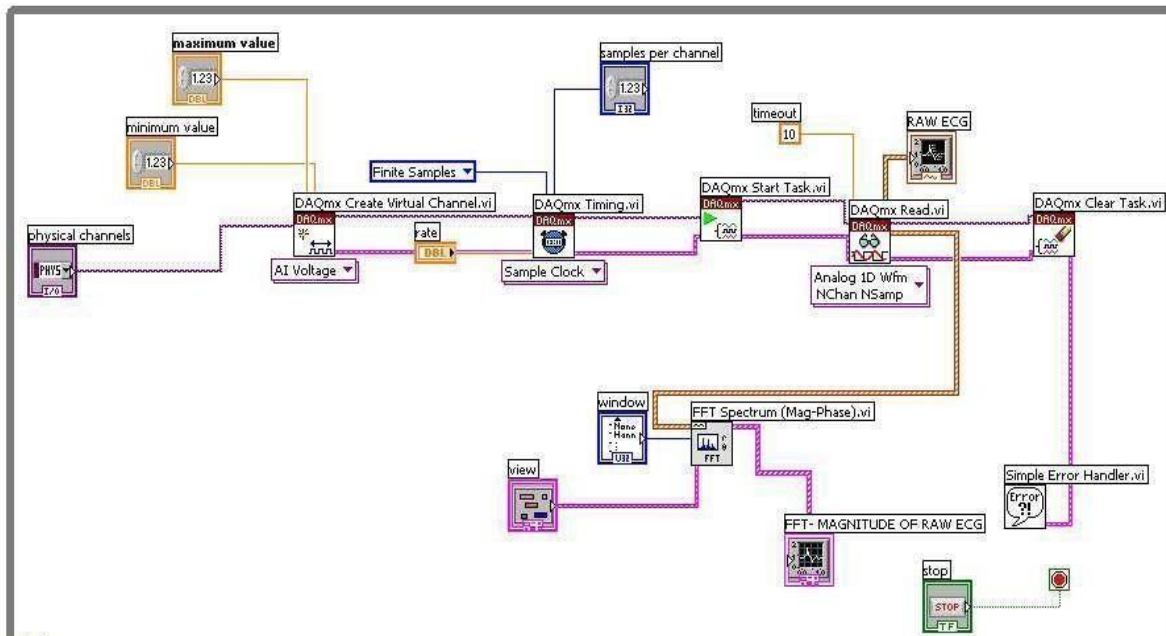 maximum value
1.23
DBL
minimum value
1.23
DBL
samples per channel
1.23
I32
timeout
10
RAW ECG
Finite Samples
DAQmx Create Virtual Channel.vi
DAQmx
AI Voltage
rate
DBL
DAQmx Timing.vi
DAQmx
Sample Clock
DAQmx Start Task.vi
DAQmx
DAQmx Read.vi
DAQmx
Analog 1D Wfm
NChan NSamp
DAQmx Clear Task.vi
DAQmx
physical channels
PHYS
I/O
window
None
Hann
U32
FFT Spectrum (Mag-Phase).vi
FFT
view
FFT- MAGNITUDE OF RAW ECG
Simple Error Handler.vi
Error
?!
stop
STOP
TF